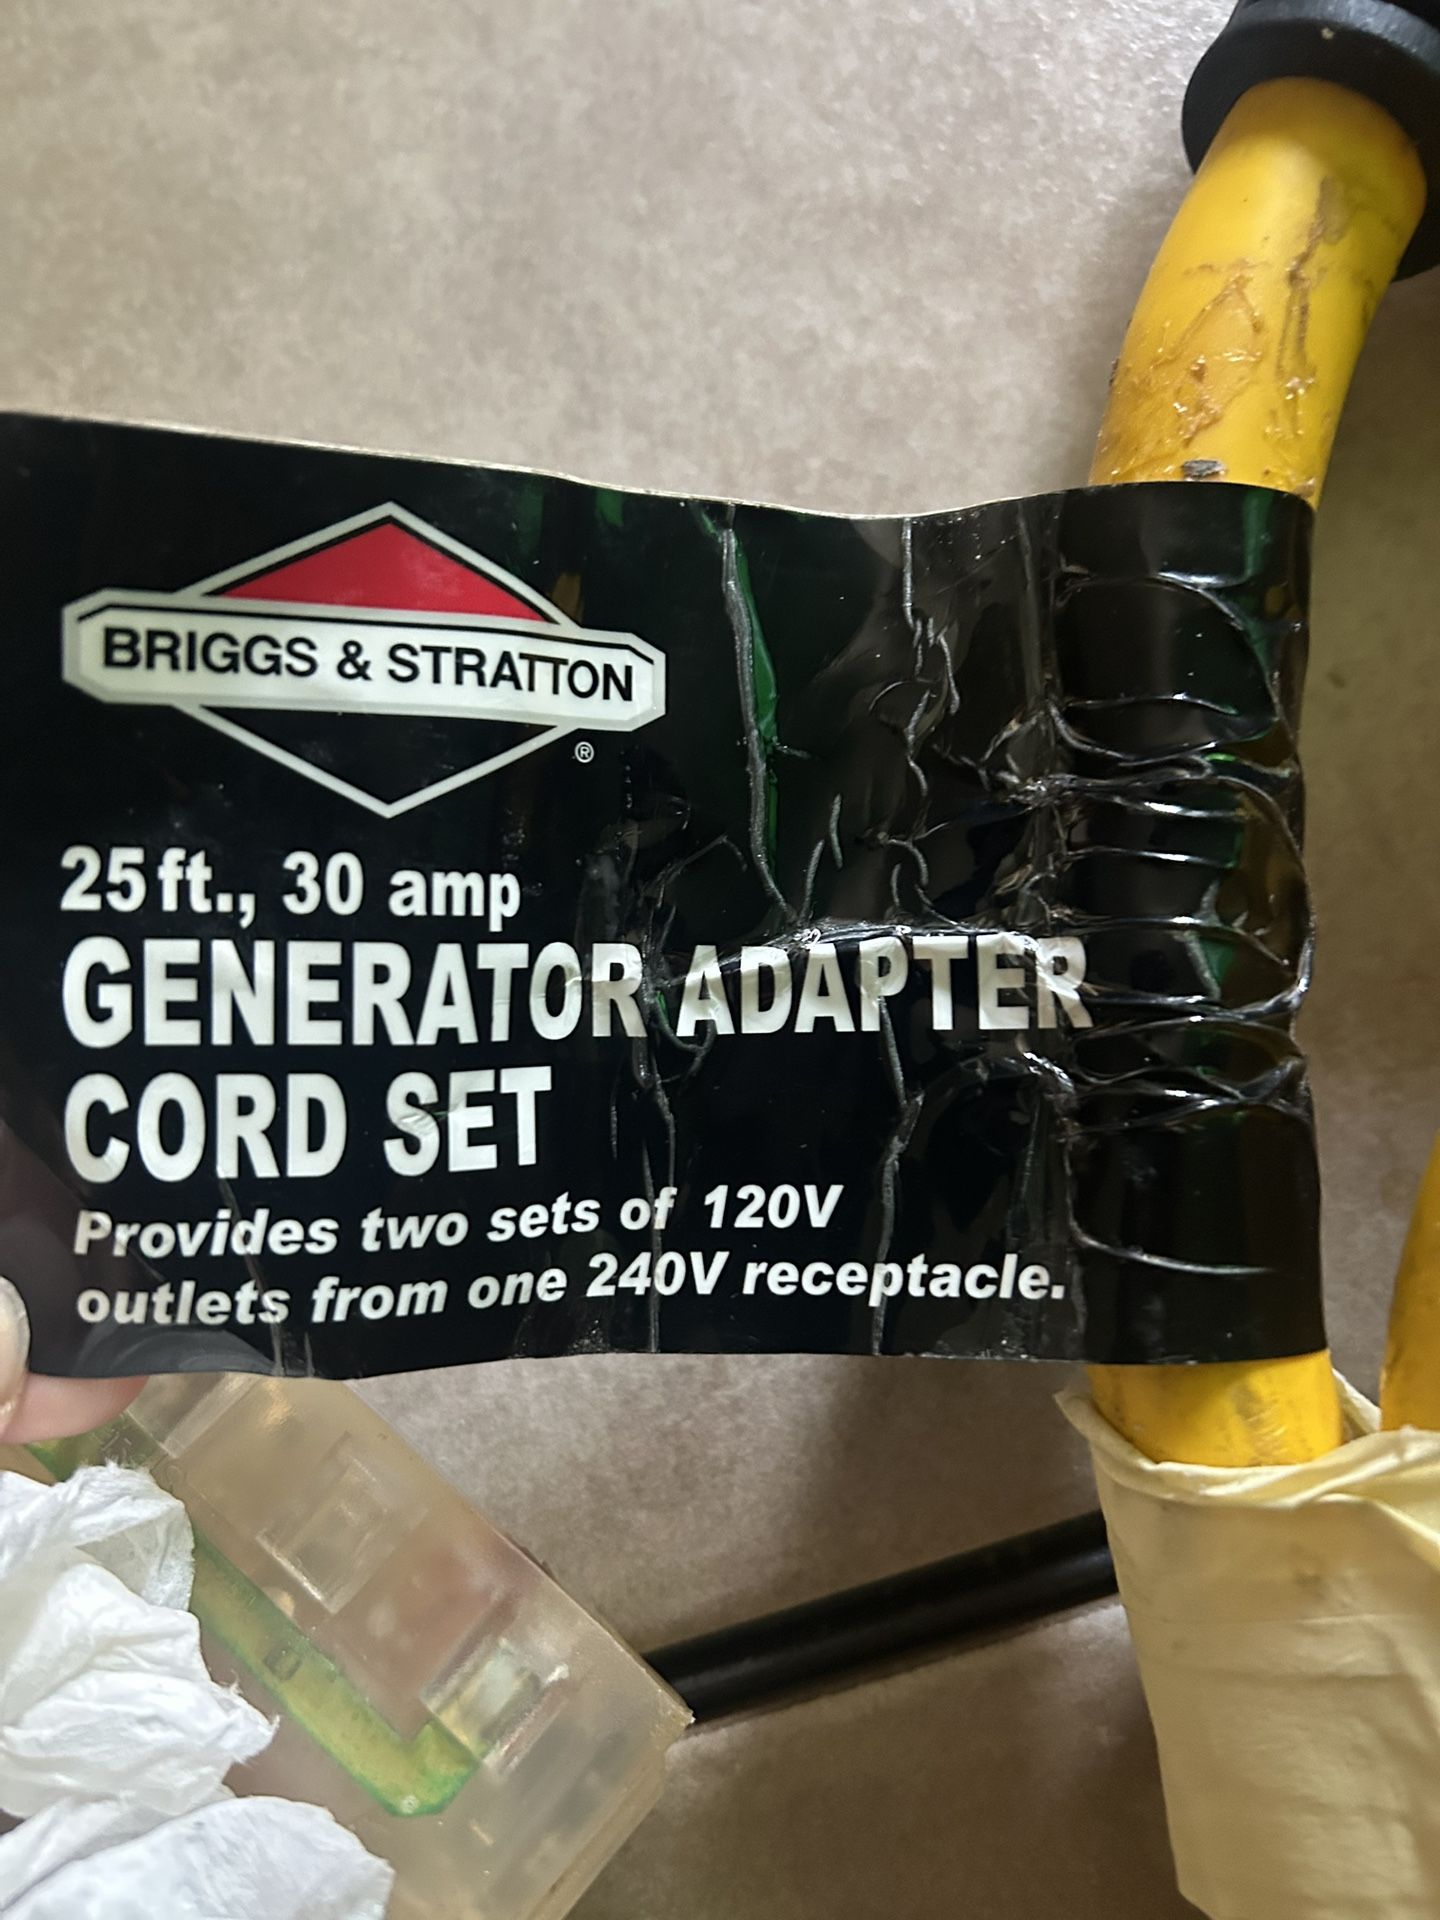 BRIGGS & STRATTON
®
25 ft., 30 amp
GENERATOR ADAPTER
CORD SET
Provides two sets of 120V
outlets from one 240V receptacle.